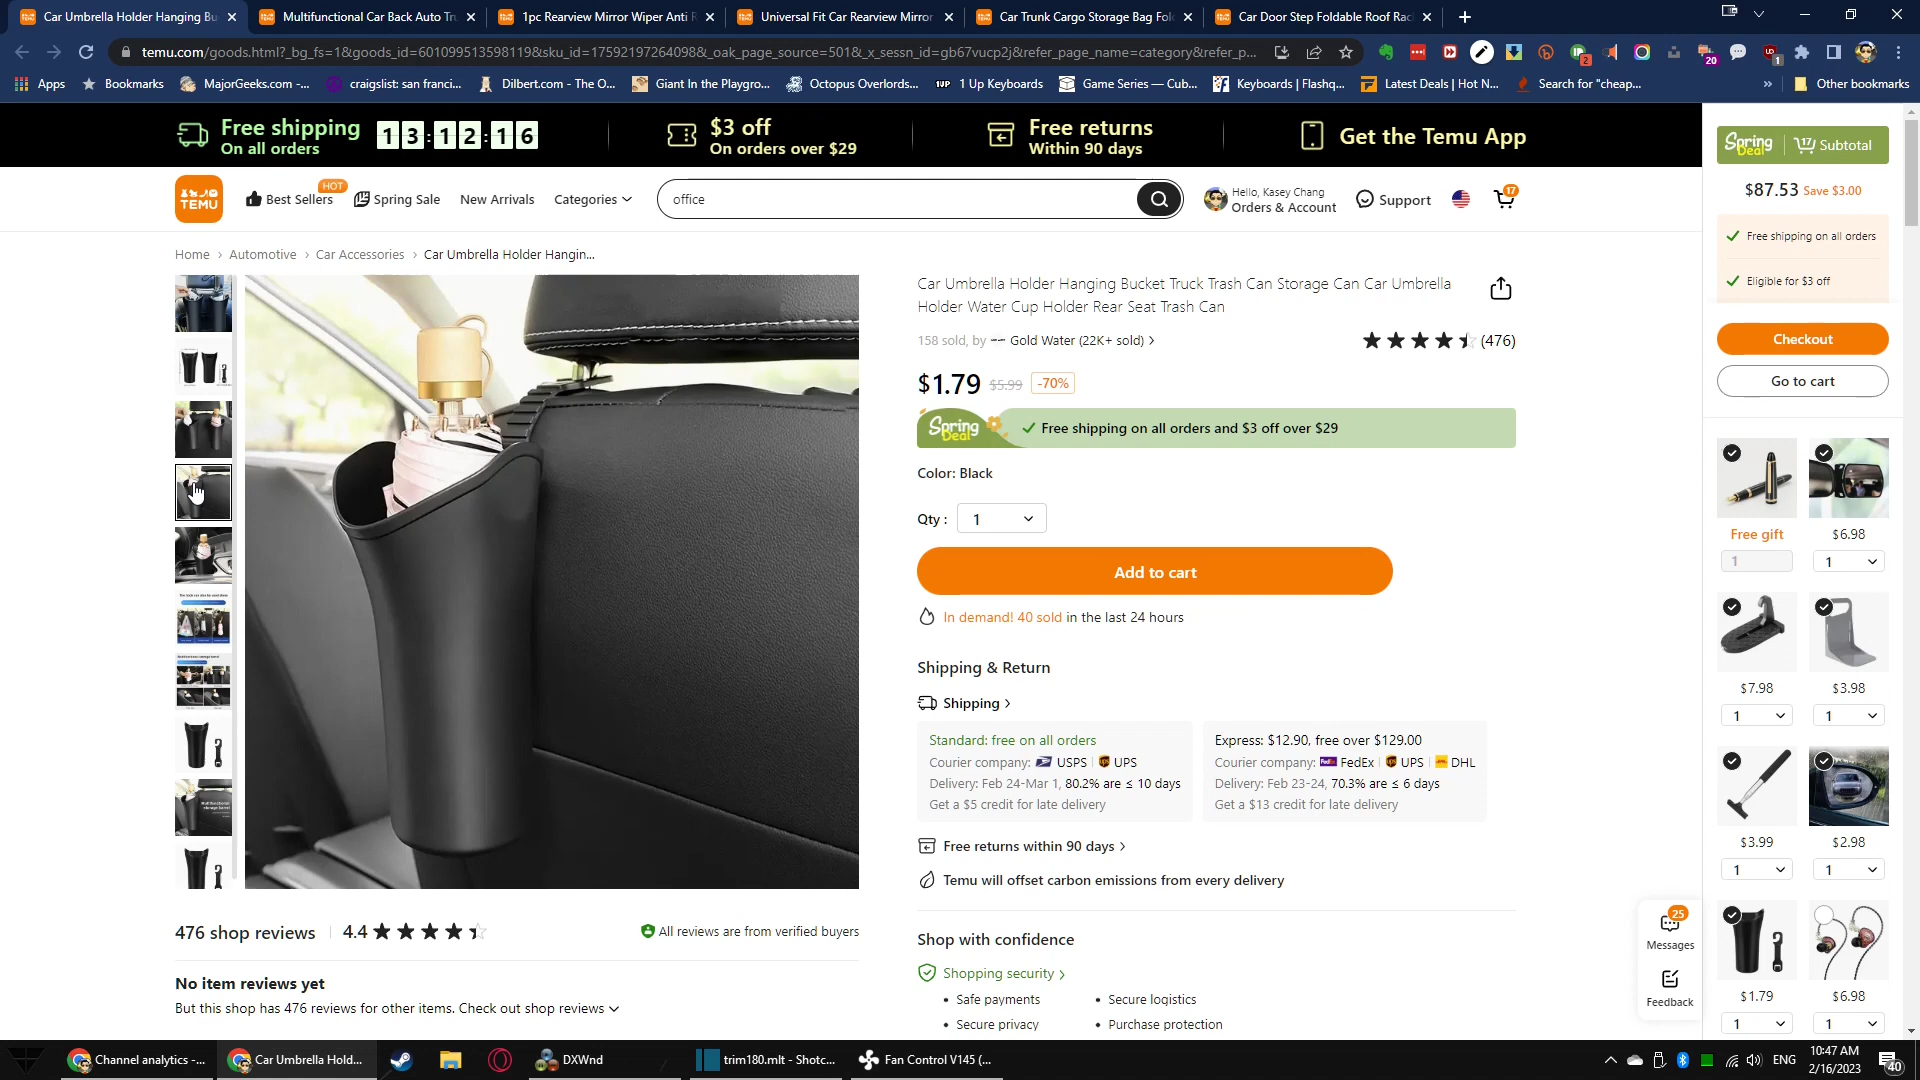 Car Umbrella Holder Hanging Bu
Multifunctional Car Back Auto Tr
1pc Rearview Mirror Wiper Anti R
Universal Fit Car Rearview Mirror
Car Trunk Cargo Storage Bag Fol
Car Door Step Foldable Roof Rac
temu.com/goods.html?_bg_fs=1&goods_id=601099513598119&sku_id=17592197264098&_oak_page_source=501&_x_sessn_id=gb67vucp2j&refer_page_name=category&refer_p...
Apps
Bookmarks
MajorGeeks.com -...
craigslist: san franci...
Dilbert.com - The O...
Giant In the Playgro...
Octopus Overlords...
1UP 1 Up Keyboards
Game Series — Cub...
Keyboards | Flashq...
Latest Deals | Hot N...
Search for "cheap...
»
Other bookmarks
Free shipping
On all orders
13:12:16
$3 off
On orders over $29
Free returns
Within 90 days
Get the Temu App
TEMU
Best Sellers
HOT
Spring Sale
New Arrivals
Categories
office
Hello, Kasey Chang
Orders & Account
Support
17
Home › Automotive › Car Accessories › Car Umbrella Holder Hangin...
Car Umbrella Holder Hanging Bucket Truck Trash Can Storage Can Car Umbrella
Holder Water Cup Holder Rear Seat Trash Can
158 sold, by Gold Water (22K+ sold) ›
(476)
$1.79 $5.99 -70%
Spring Deal
Free shipping on all orders and $3 off over $29
Color: Black
Qty : 1
Add to cart
In demand! 40 sold in the last 24 hours
Shipping & Return
Shipping ›
Standard: free on all orders
Courier company: USPS | UPS
Delivery: Feb 24-Mar 1, 80.2% are ≤ 10 days
Get a $5 credit for late delivery
Express: $12.90, free over $129.00
Courier company: FedEx FedEx | UPS | DHL
Delivery: Feb 23-24, 70.3% are ≤ 6 days
Get a $13 credit for late delivery
Free returns within 90 days ›
Temu will offset carbon emissions from every delivery
Shop with confidence
Shopping security ›
• Safe payments
• Secure logistics
• Secure privacy
• Purchase protection
476 shop reviews
4.4
All reviews are from verified buyers
No item reviews yet
But this shop has 476 reviews for other items. Check out shop reviews
Spring Deal
17 Subtotal
$87.53 Save $3.00
Free shipping on all orders
Eligible for $3 off
Checkout
Go to cart
Free gift
$6.98
1
1
$7.98
$3.98
1
1
$3.99
$2.98
1
1
$1.79
$6.98
1
1
25
Messages
Feedback
Channel analytics -...
Car Umbrella Hold...
DXWnd
trim180.mlt - Shotc...
Fan Control V145 (...
ENG
10:47 AM
2/16/2023
40